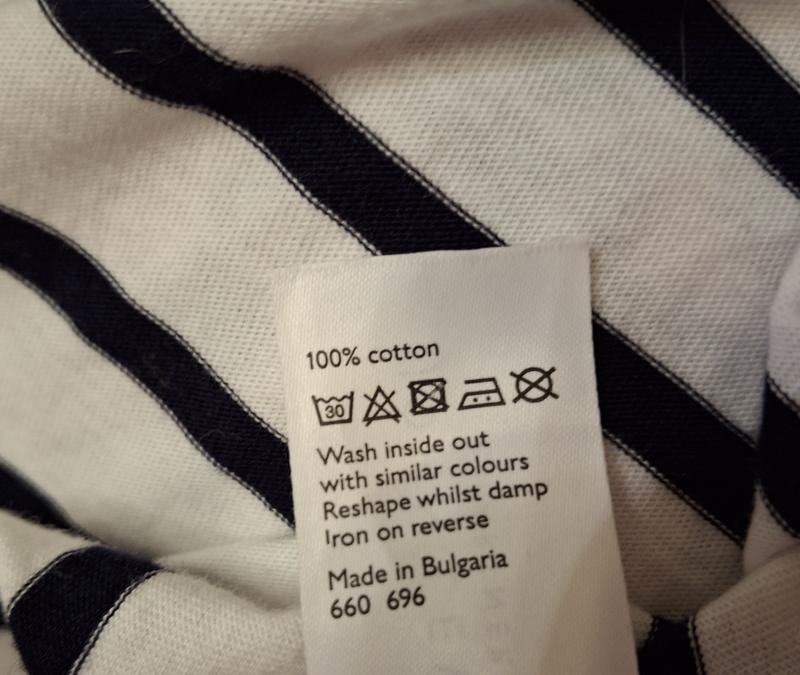 100% cotton
30
Wash inside out
with similar colours
Reshape whilst damp
Iron on reverse
Made in Bulgaria
660 696